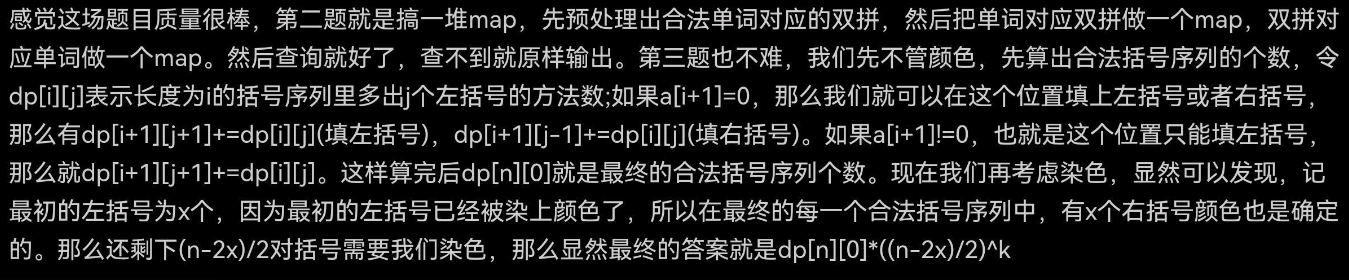 感觉这场题目质量很棒，第二题就是搞一堆map，先预处理出合法单词对应的双拼，然后把单词对应双拼做一个map，双拼对
应单词做一个map。然后查询就好了，查不到就原样输出。第三题也不难，我们先不管颜色，先算出合法括号序列的个数，令
dp[i][j]表示长度为i的括号序列里多出j个左括号的方法数;如果a[i+1]=0，那么我们就可以在这个位置填上左括号或者右括号，
那么有dp[i+1][j+1]+=dp[i][j](填左括号)，dp[i+1][j-1]+=dp[i][j](填右括号)。如果a[i+1]!=0，也就是这个位置只能填左括号，
那么就dp[i+1][j+1]+=dp[i][j]。这样算完后dp[n][0]就是最终的合法括号序列个数。现在我们再考虑染色，显然可以发现，记
最初的左括号为x个，因为最初的左括号已经被染上颜色了，所以在最终的每一个合法括号序列中，有x个右括号颜色也是确定
的。那么还剩下(n-2x)/2对括号需要我们染色，那么显然最终的答案就是dp[n][0]*((n-2x)/2)^k